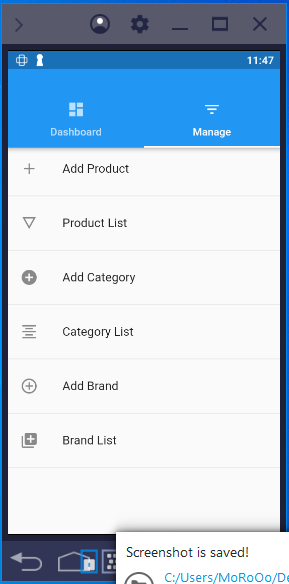 11:47
Dashboard
Manage
Add Product
Product List
Add Category
Category List
Add Brand
Brand List
Screenshot is saved!
C:/Users/MoRoOo/De